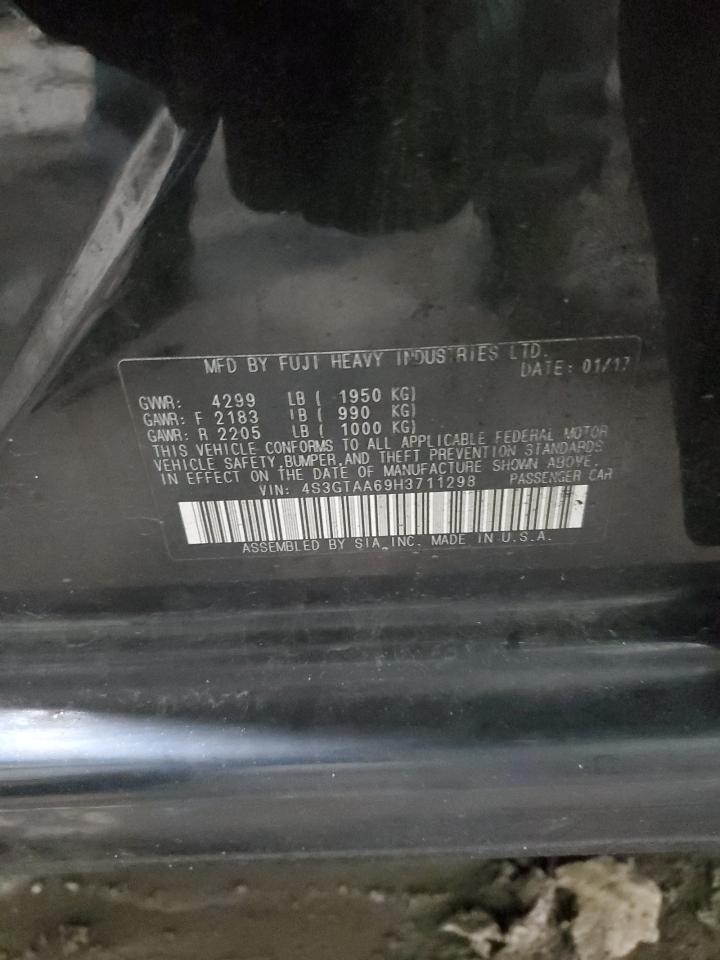 MFD BY FUJI HEAVY INDUSTRIES LTD.
DATE: 01/17
GVWR: 4299 LB ( 1950 KG)
GAWR: F 2183 LB ( 990 KG)
GAWR: R 2205 LB ( 1000 KG)
THIS VEHICLE CONFORMS TO ALL APPLICABLE FEDERAL MOTOR
VEHICLE SAFETY, BUMPER, AND THEFT PREVENTION STANDARDS
IN EFFECT ON THE DATE OF MANUFACTURE SHOWN ABOVE.
VIN: 4S3GTAA69H3711298 PASSENGER CAR
ASSEMBLED BY SIA, INC. MADE IN U.S.A.